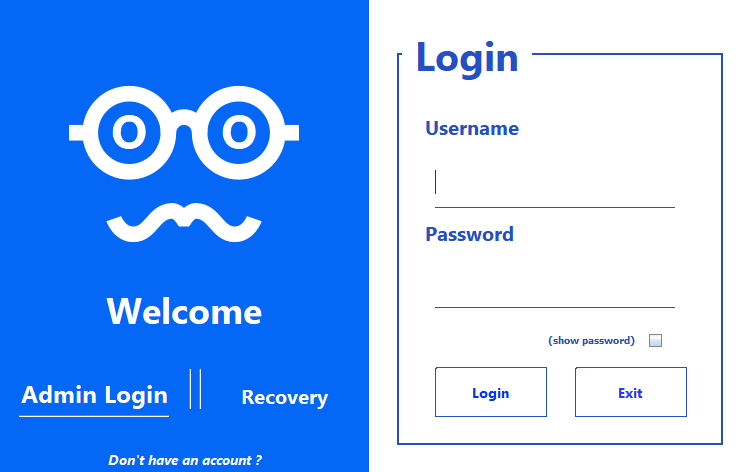 O O
Welcome
Admin Login
Recovery
Don't have an account ?
Login
Username
Password
(show password)
Login
Exit